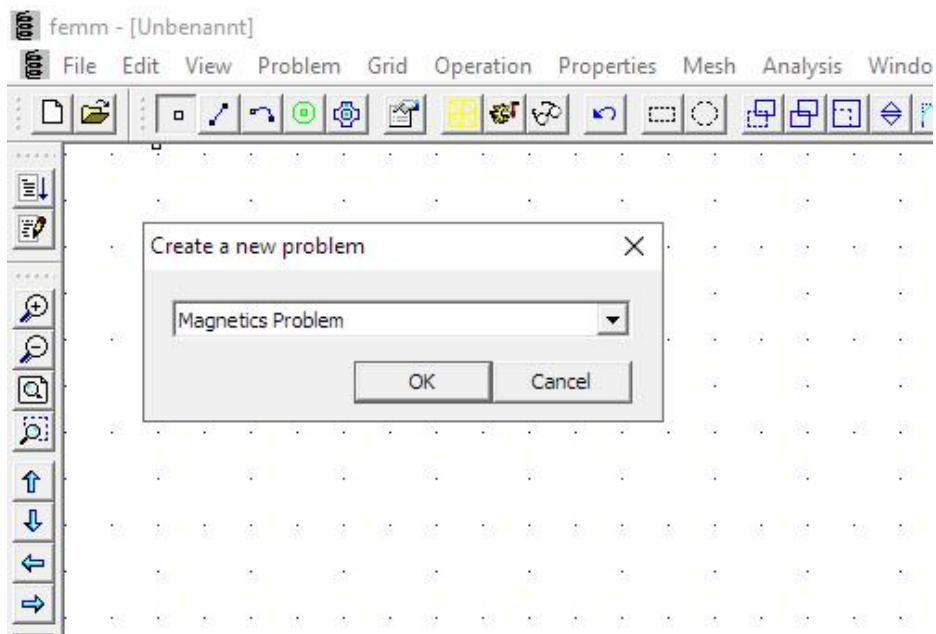 femm - [Unbenannt]
File Edit View Problem Grid Operation Properties Mesh Analysis Windo
Create a new problem
Magnetics Problem
OK Cancel